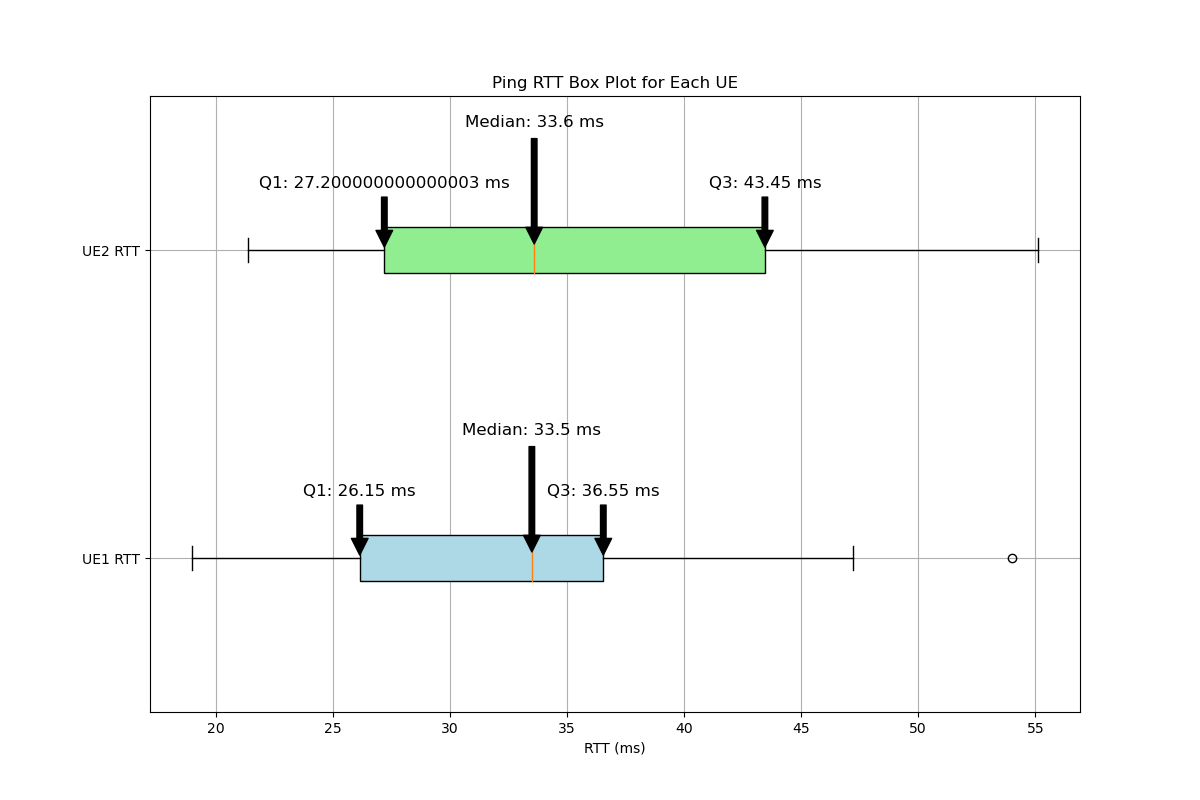 Ping RTT Box Plot for Each UE
Median: 33.6 ms
Q1: 27.200000000000003 ms
Q3: 43.45 ms
UE2 RTT
Median: 33.5 ms
Q1: 26.15 ms
Q3: 36.55 ms
UE1 RTT
20 25 30 35 40 45 50 55
RTT (ms)